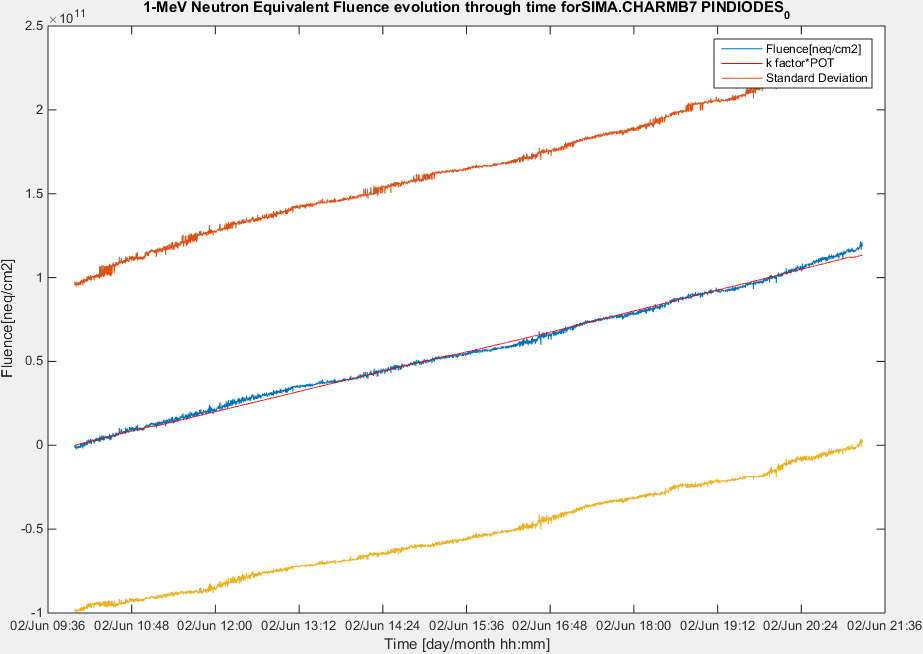 1-MeV Neutron Equivalent Fluence evolution through time forSIMA.CHARMB7 PINDIODES0
×10^11
2.5
2
1.5
1
0.5
0
-0.5
-1
Fluence[neq/cm2]
Fluence[neq/cm2]
k factor*POT
Standard Deviation
02/Jun 09:36 02/Jun 10:48 02/Jun 12:00 02/Jun 13:12 02/Jun 14:24 02/Jun 15:36 02/Jun 16:48 02/Jun 18:00 02/Jun 19:12 02/Jun 20:24 02/Jun 21:36
Time [day/month hh:mm]